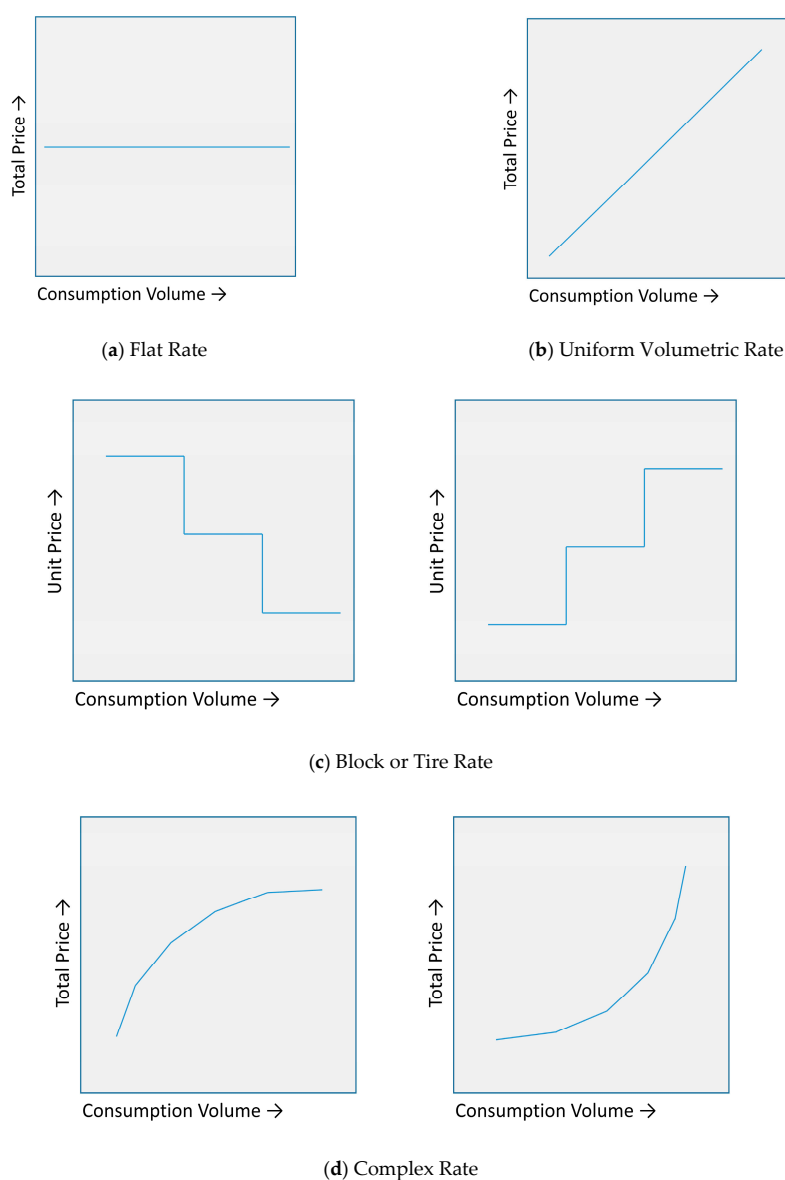 Total Price →
Consumption Volume →
(a) Flat Rate
Total Price →
Consumption Volume →
(b) Uniform Volumetric Rate
Unit Price →
Consumption Volume →
Unit Price →
Consumption Volume →
(c) Block or Tire Rate
Total Price →
Consumption Volume →
Total Price →
Consumption Volume →
(d) Complex Rate